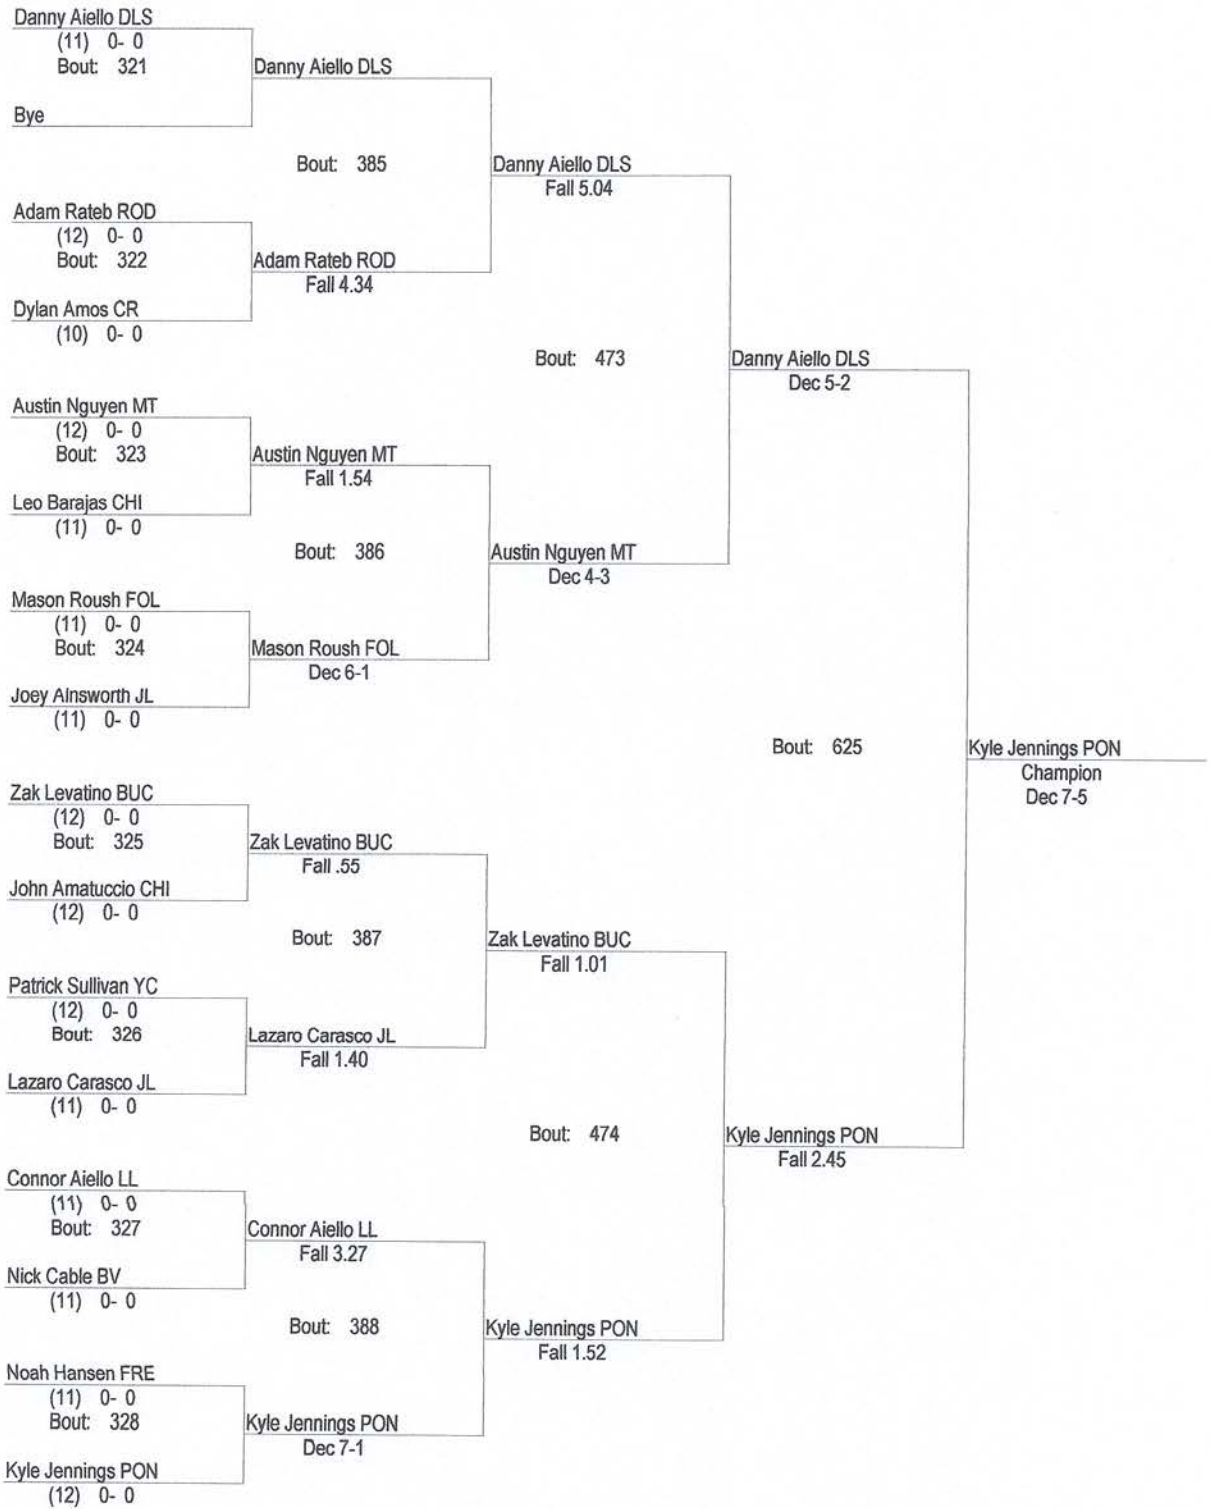 Danny Aiello DLS
(11) 0- 0
Bout: 321
Danny Aiello DLS
Bye
Bout: 385
Danny Aiello DLS
Fall 5.04
Adam Rateb ROD
(12) 0- 0
Bout: 322
Adam Rateb ROD
Fall 4.34
Dylan Amos CR
(10) 0- 0
Bout: 473
Danny Aiello DLS
Dec 5-2
Austin Nguyen MT
(12) 0- 0
Bout: 323
Austin Nguyen MT
Fall 1.54
Leo Barajas CHI
(11) 0- 0
Bout: 386
Austin Nguyen MT
Dec 4-3
Mason Roush FOL
(11) 0- 0
Bout: 324
Mason Roush FOL
Dec 6-1
Joey Ainsworth JL
(11) 0- 0
Bout: 625
Kyle Jennings PON
Champion
Dec 7-5
Zak Levatino BUC
(12) 0- 0
Bout: 325
Zak Levatino BUC
Fall .55
John Amatuccio CHI
(12) 0- 0
Bout: 387
Zak Levatino BUC
Fall 1.01
Patrick Sullivan YC
(12) 0- 0
Bout: 326
Lazaro Carasco JL
Fall 1.40
Lazaro Carasco JL
(11) 0- 0
Bout: 474
Kyle Jennings PON
Fall 2.45
Connor Aiello LL
(11) 0- 0
Bout: 327
Connor Aiello LL
Fall 3.27
Nick Cable BV
(11) 0- 0
Bout: 388
Kyle Jennings PON
Fall 1.52
Noah Hansen FRE
(11) 0- 0
Bout: 328
Kyle Jennings PON
Dec 7-1
Kyle Jennings PON
(12) 0- 0